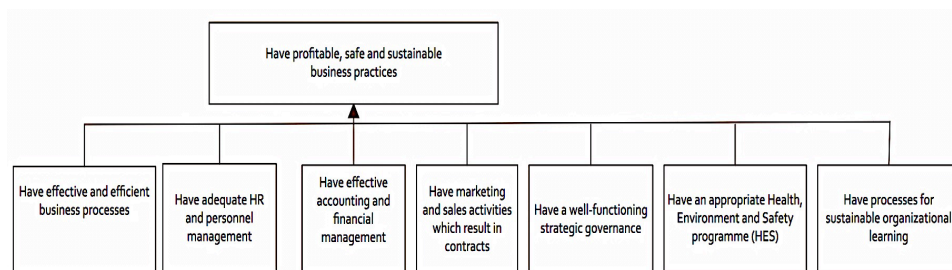 Have profitable, safe and sustainable
business practices
Have effective and efficient
business processes
Have adequate HR
and personnel
management
Have effective
accounting and
financial
management
Have marketing
and sales activities
which result in
contracts
Have a well-functioning
strategic governance
Have an appropriate Health,
Environment and Safety
programme (HES)
Have processes for
sustainable organizational
learning